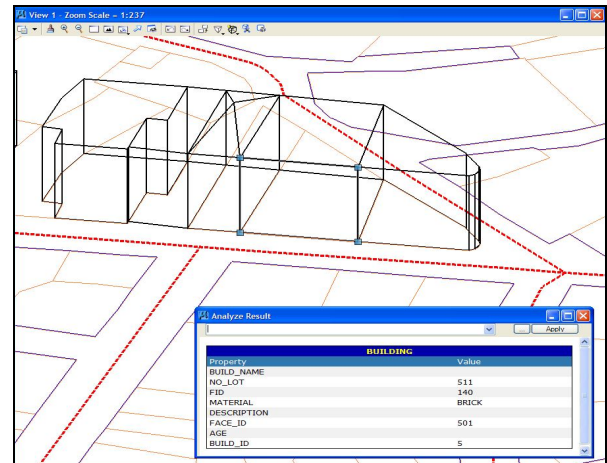 View 1 - Zoom Scale - 1:237
Analyze Result
... Apply
BUILDING
Property Value
BUILD_NAME
NO_LOT 511
FID 140
MATERIAL BRICK
DESCRIPTION
FACE_ID 501
AGE
BUILD_ID 5